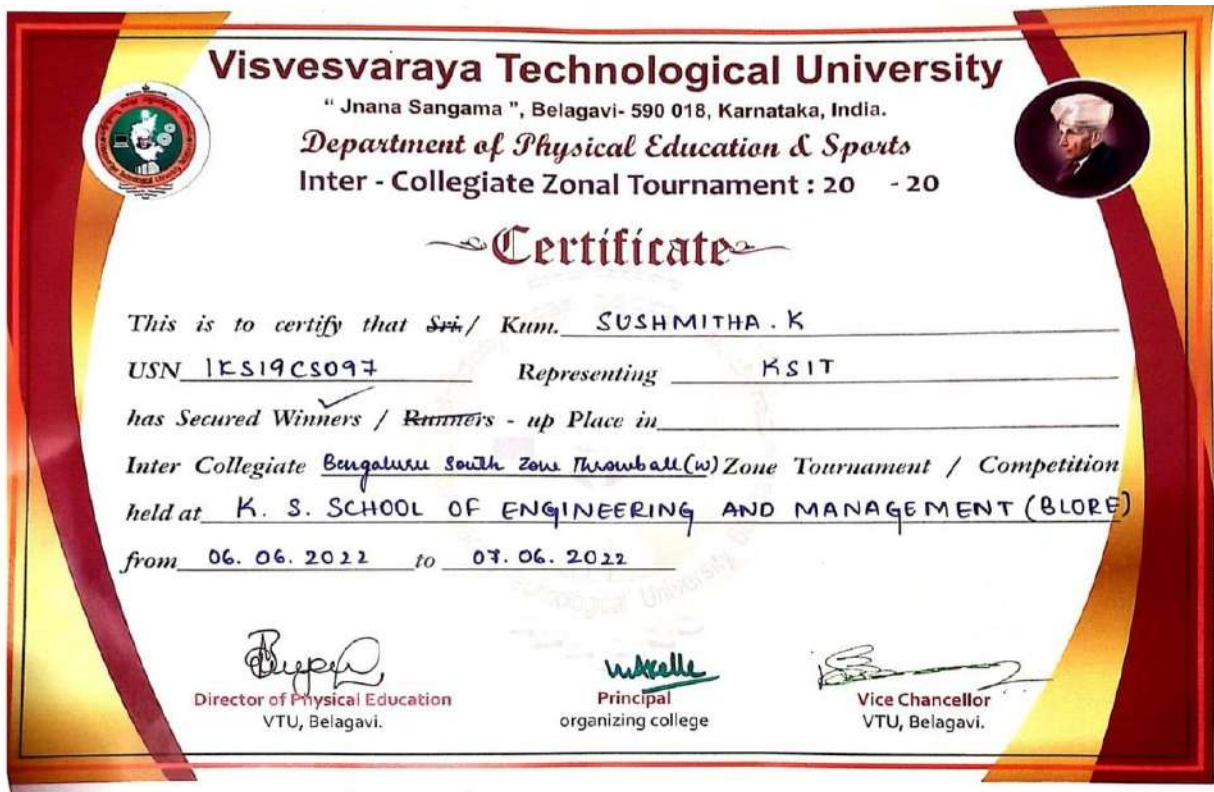 Visvesvaraya Technological University
“ Jnana Sangama ”, Belagavi- 590 018, Karnataka, India.
Department of Physical Education & Sports
Inter - Collegiate Zonal Tournament : 20 - 20
Certificate
This is to certify that Sri./ Kum. SUSHMITHA . K
USN 1KS19CS097 Representing KSIT
has Secured Winners / Runners - up Place in
Inter Collegiate Bengaluru South Zone Throwball (W) Zone Tournament / Competition
held at K. S. SCHOOL OF ENGINEERING AND MANAGEMENT (BLORE)
from 06. 06. 2022 to 07. 06. 2022
Director of Physical Education
VTU, Belagavi.
Principal
organizing college
Vice Chancellor
VTU, Belagavi.